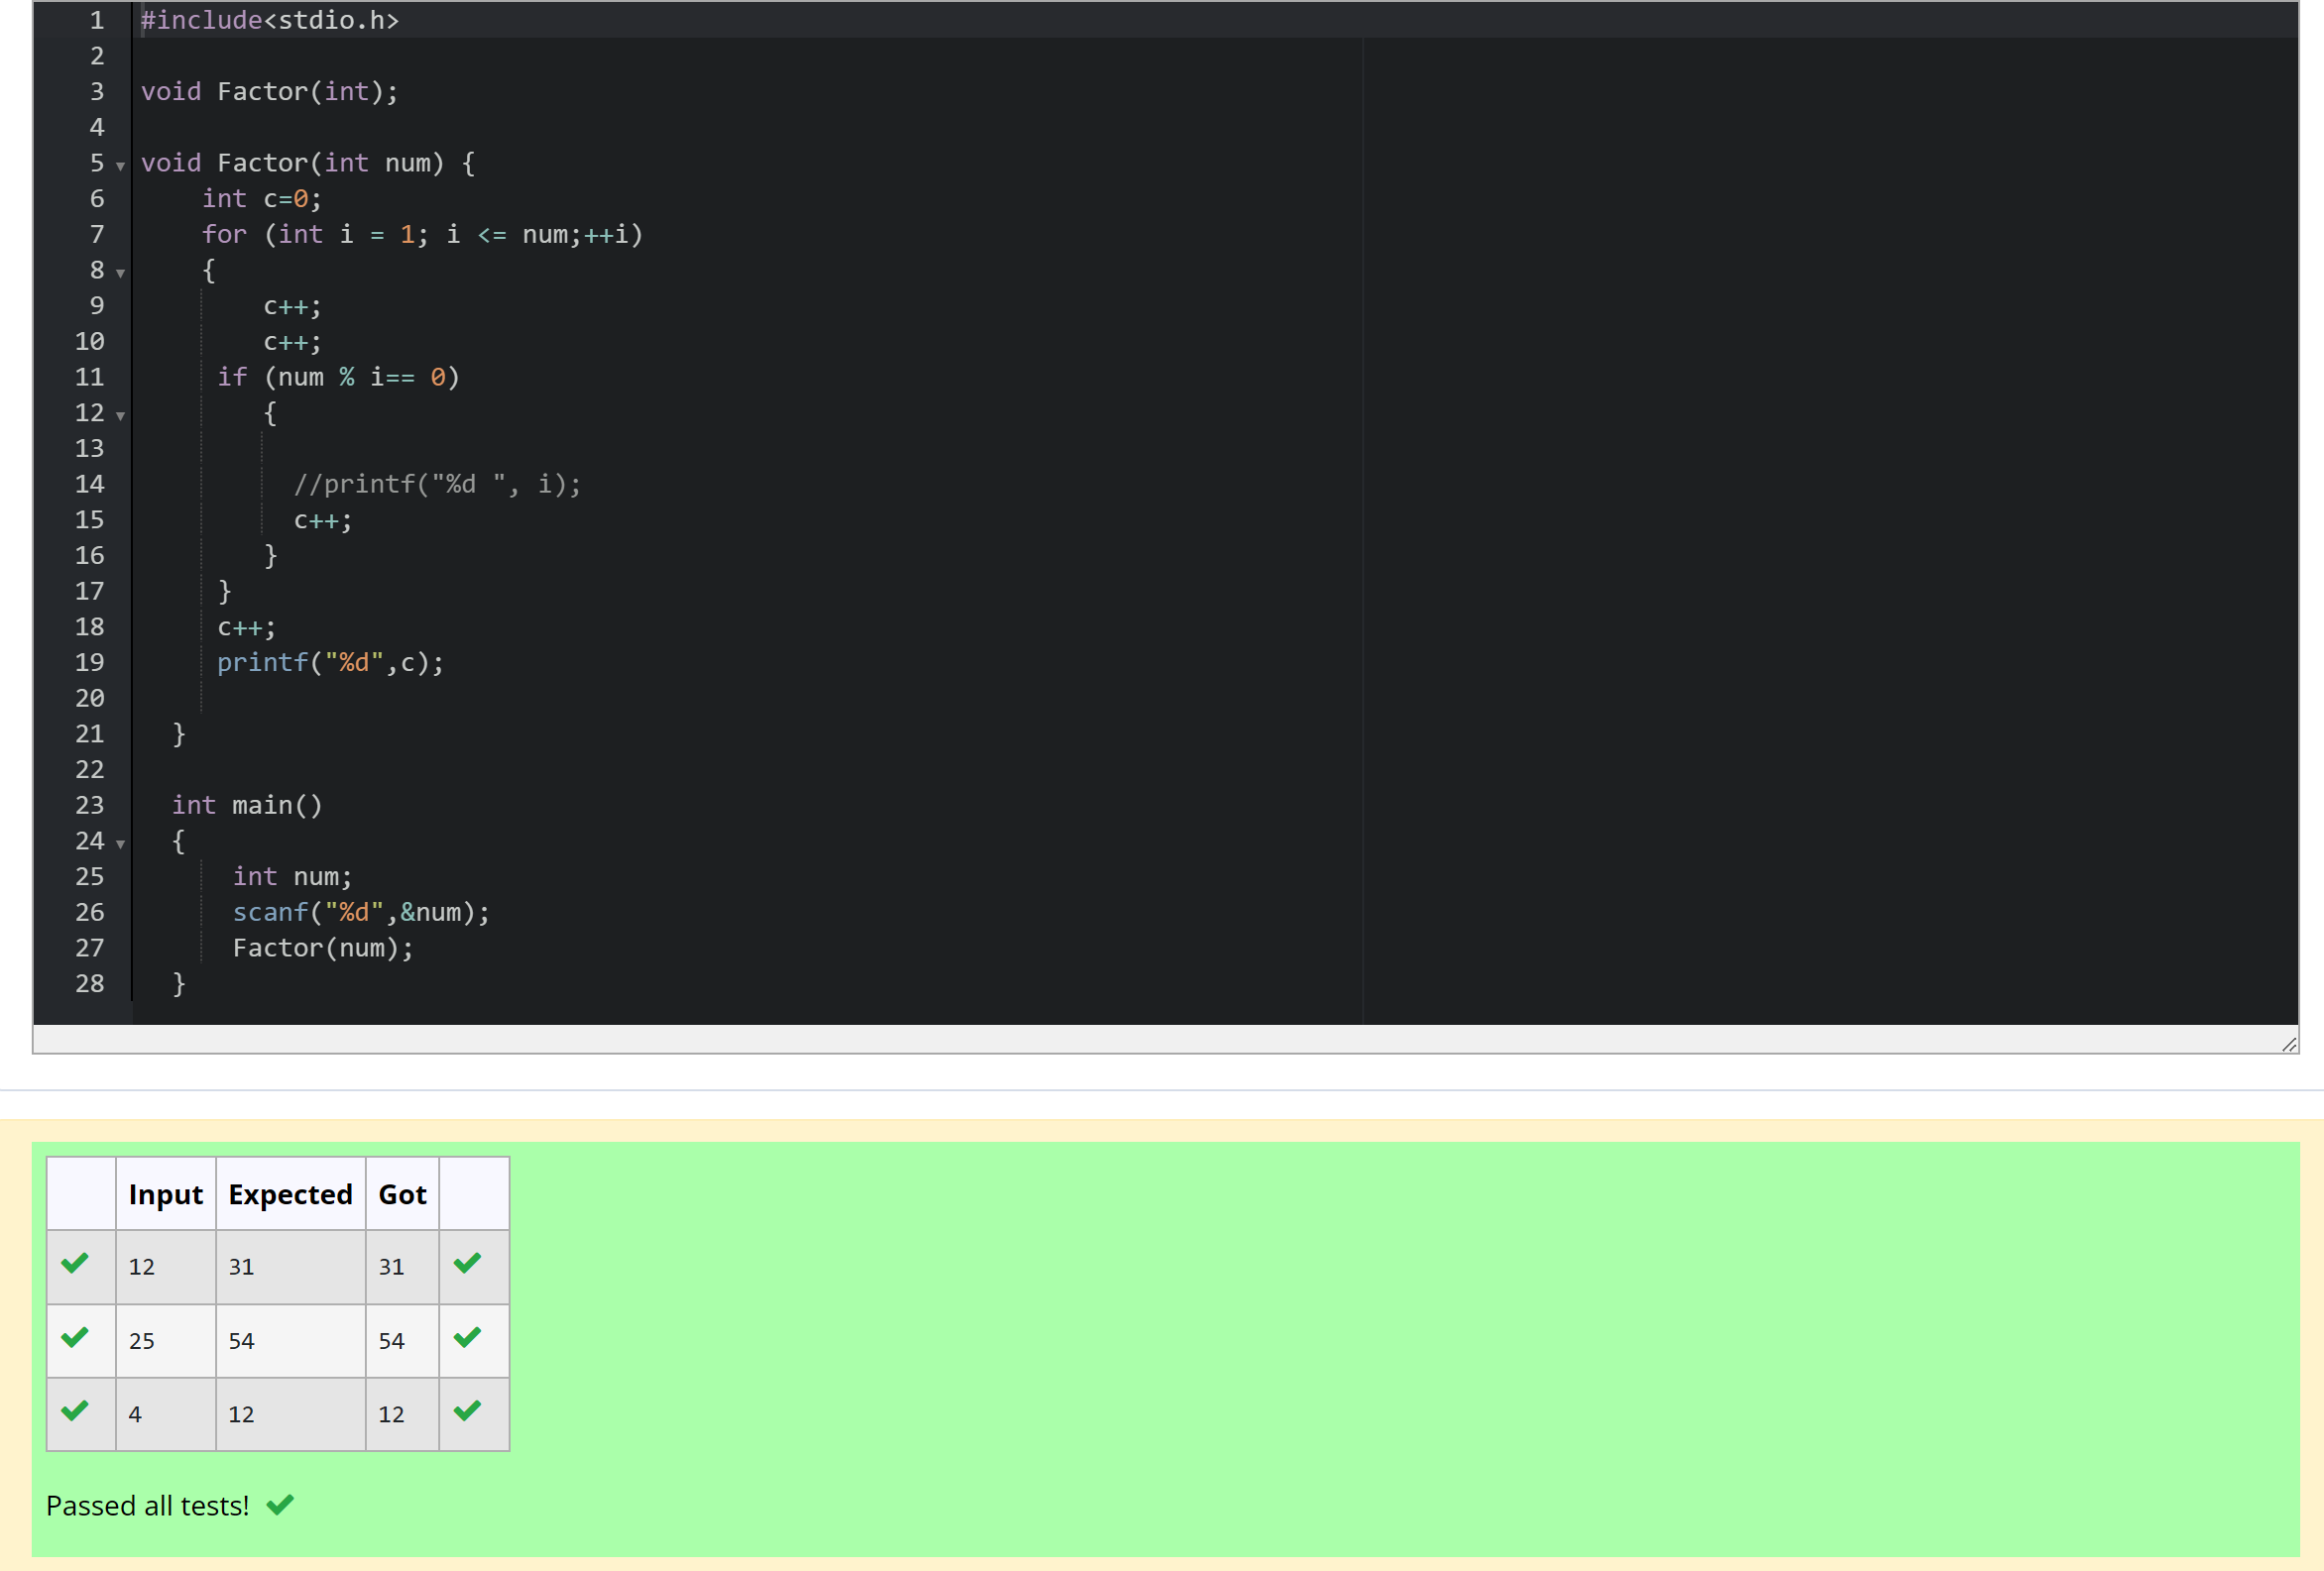 1 #include<stdio.h>
2
3 void Factor(int);
4
5 void Factor(int num) {
6     int c=0;
7     for (int i = 1; i <= num;++i)
8     {
9         c++;
10         c++;
11      if (num % i== 0)
12         {
13
14           //printf("%d ", i);
15           c++;
16         }
17      }
18      c++;
19      printf("%d",c);
20
21   }
22
23   int main()
24   {
25       int num;
26       scanf("%d",&num);
27       Factor(num);
28   }
Input Expected Got
12 31 31
25 54 54
4 12 12
Passed all tests!